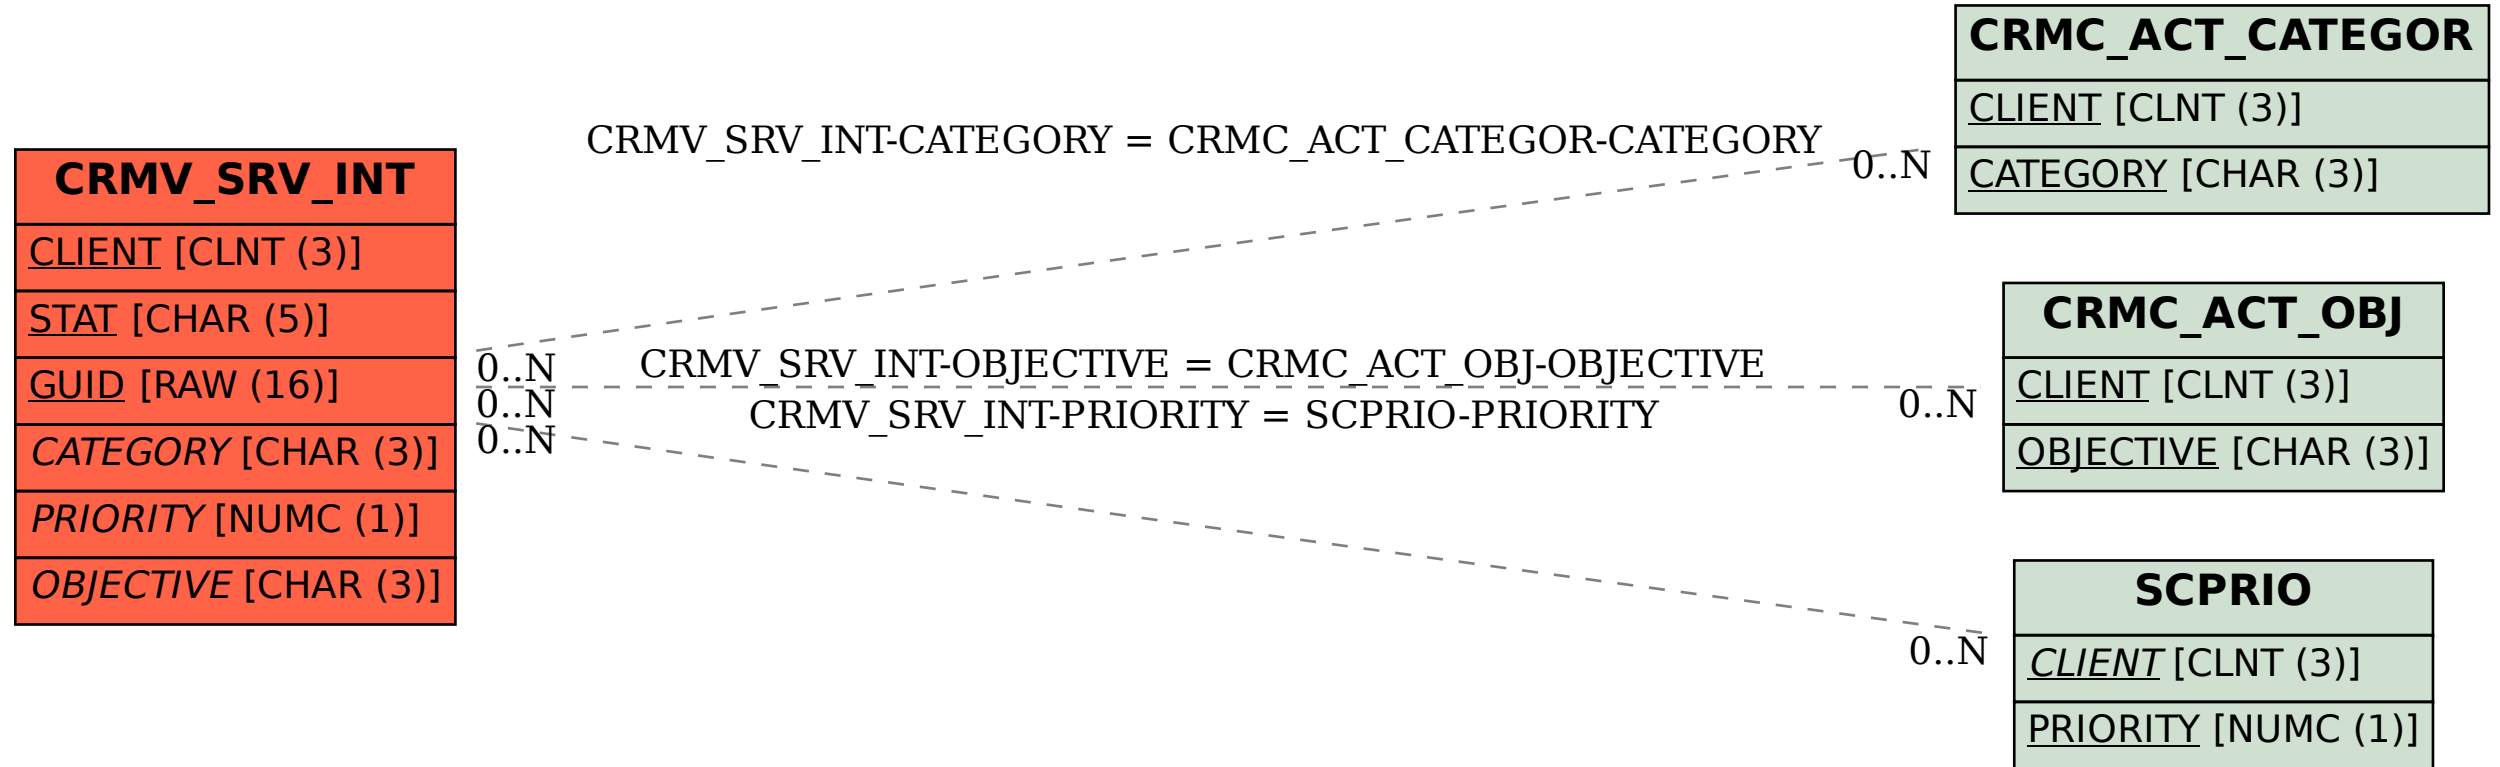 CRMV_SRV_INT
CLIENT [CLNT (3)]
STAT [CHAR (5)]
GUID [RAW (16)]
CATEGORY [CHAR (3)]
PRIORITY [NUMC (1)]
OBJECTIVE [CHAR (3)]
CRMV_SRV_INT-CATEGORY = CRMC_ACT_CATEGOR-CATEGORY
0..N
0..N
CRMV_SRV_INT-OBJECTIVE = CRMC_ACT_OBJ-OBJECTIVE
0..N
0..N
CRMV_SRV_INT-PRIORITY = SCPRIO-PRIORITY
0..N
0..N
CRMC_ACT_CATEGOR
CLIENT [CLNT (3)]
CATEGORY [CHAR (3)]
CRMC_ACT_OBJ
CLIENT [CLNT (3)]
OBJECTIVE [CHAR (3)]
SCPRIO
CLIENT [CLNT (3)]
PRIORITY [NUMC (1)]